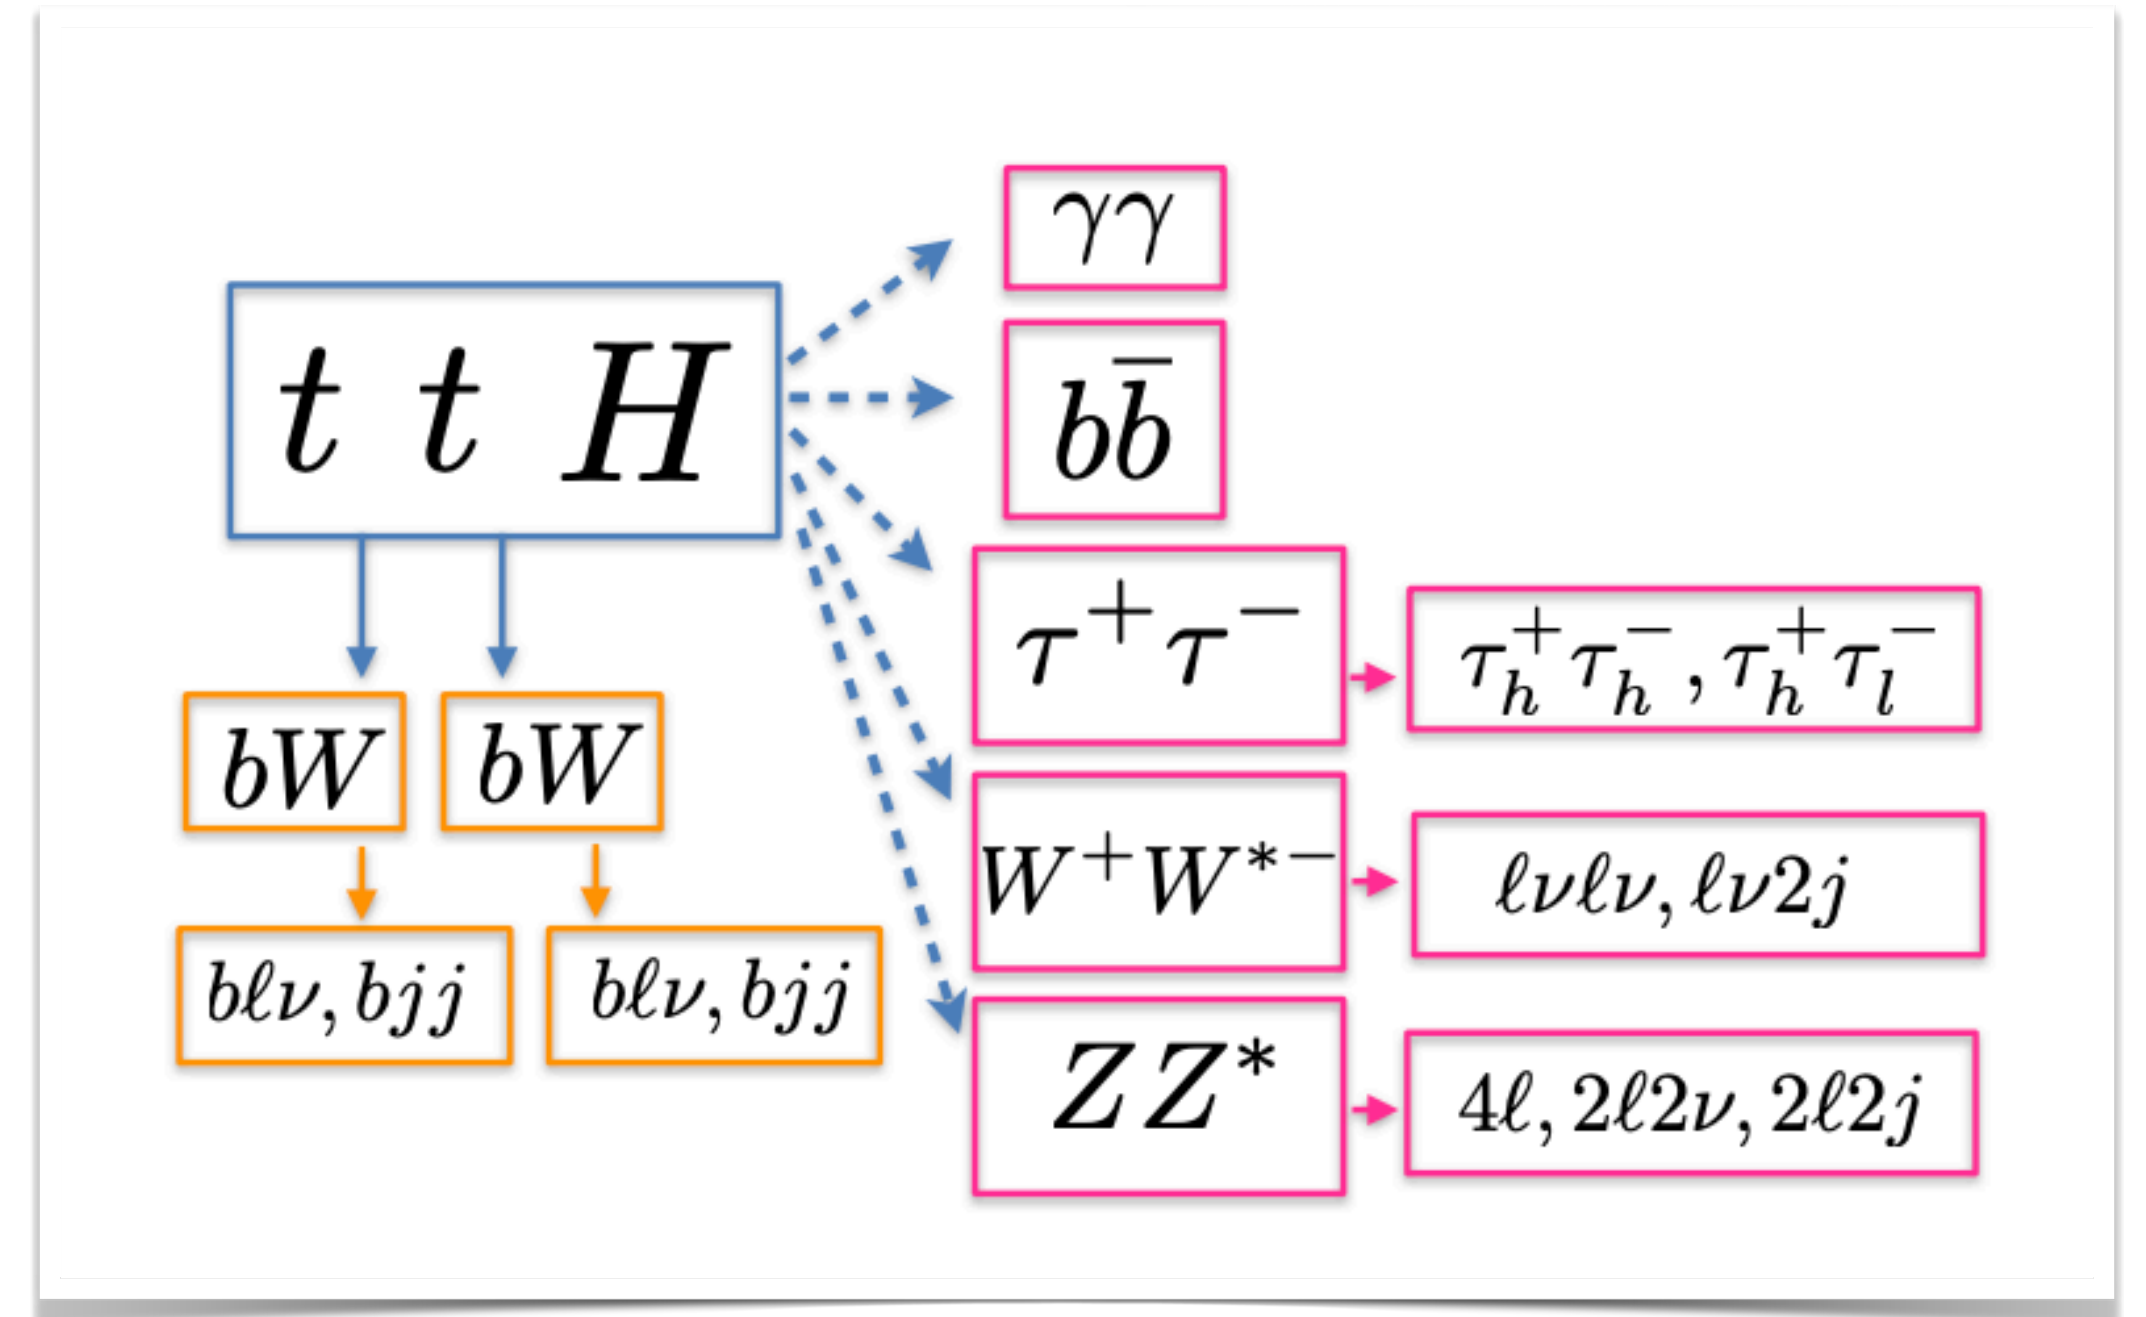 t t H
γγ
bb̅
τ⁺τ⁻
τₕ⁺τₕ⁻, τₕ⁺τₗ⁻
bW
bW
W⁺W*⁻
ℓνℓν, ℓν2j
bℓν, bjj
bℓν, bjj
ZZ*
4ℓ, 2ℓ2ν, 2ℓ2j